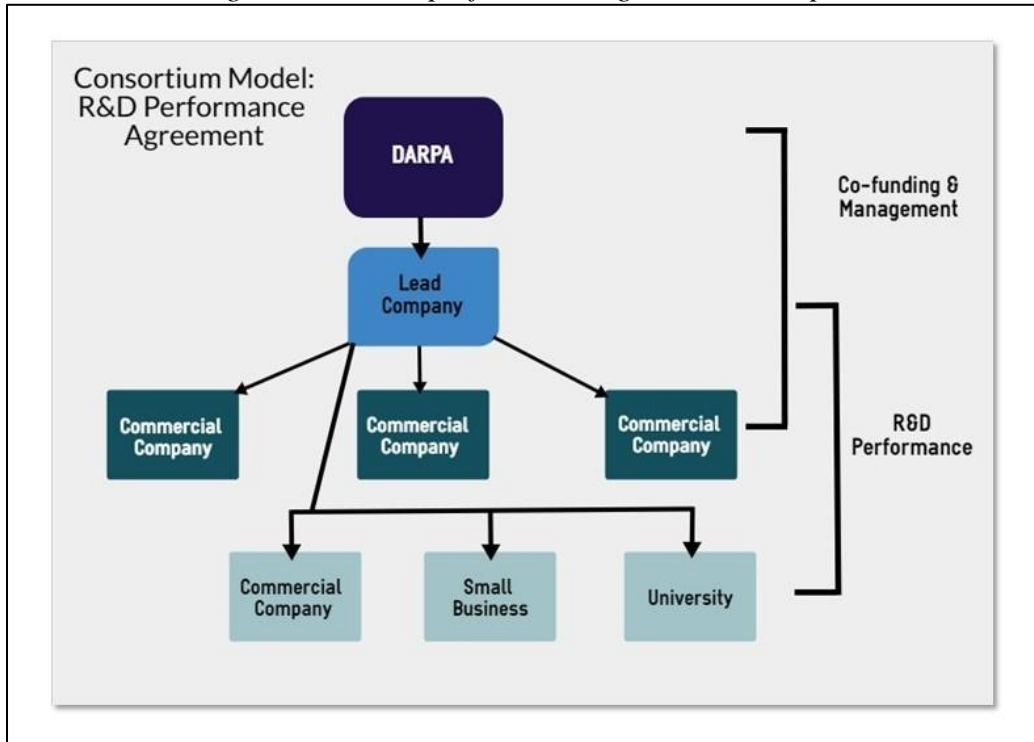 Consortium Model:
R&D Performance
Agreement
DARPA
Co-funding &
Management
Lead
Company
Commercial
Company
Commercial
Company
Commercial
Company
R&D
Performance
Commercial
Company
Small
Business
University